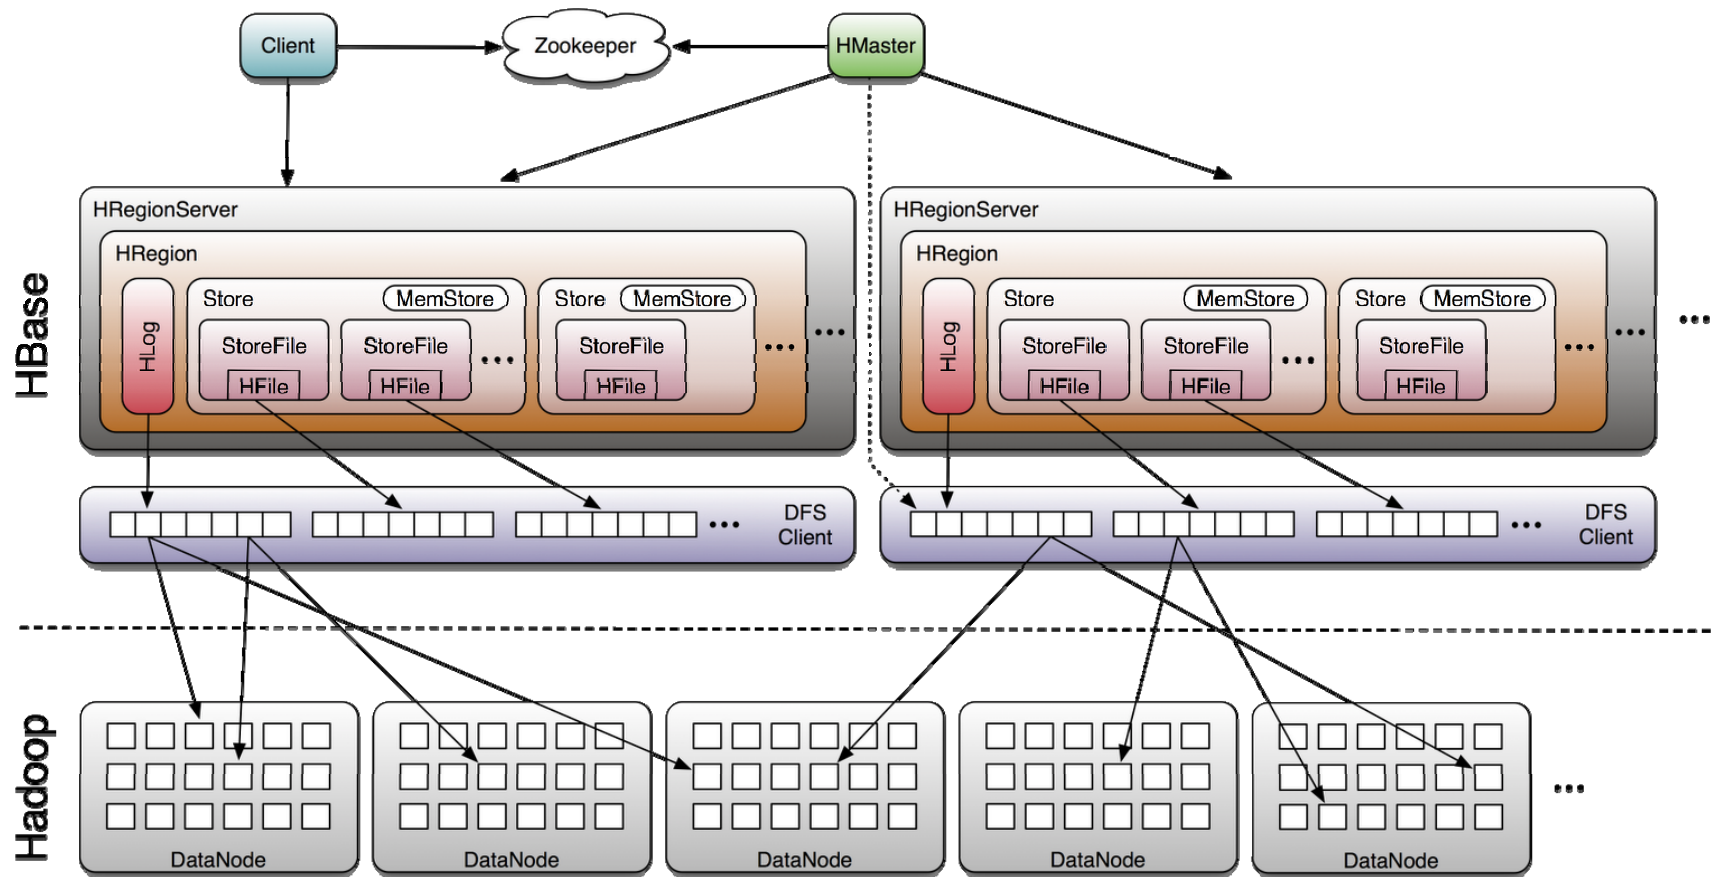 Client
Zookeeper
HMaster
HBase
HRegionServer
HRegion
HLog
Store
MemStore
StoreFile
HFile
StoreFile
HFile
...
Store
MemStore
StoreFile
HFile
...
...
HRegionServer
HRegion
HLog
Store
MemStore
StoreFile
HFile
StoreFile
HFile
...
Store
MemStore
StoreFile
HFile
...
...
...
...
DFS
Client
...
DFS
Client
Hadoop
DataNode
DataNode
DataNode
DataNode
DataNode
...